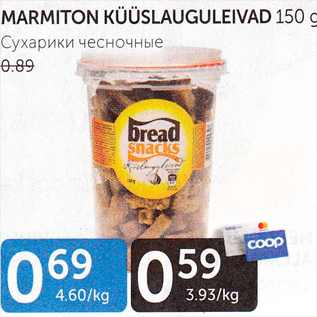 MARMITON KÜÜSLAUGULEIVAD 150 g
Сухарики чесночные
0.89
bread
snacks
Küüslauguleivad
0 69
4.60/kg
0 59
3.93/kg
coop